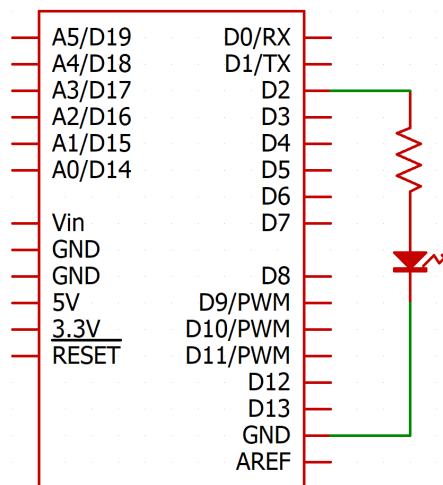 A5/D19
A4/D18
A3/D17
A2/D16
A1/D15
A0/D14
Vin
GND
GND
5V
3.3V
RESET
D0/RX
D1/TX
D2
D3
D4
D5
D6
D7
D8
D9/PWM
D10/PWM
D11/PWM
D12
D13
GND
AREF